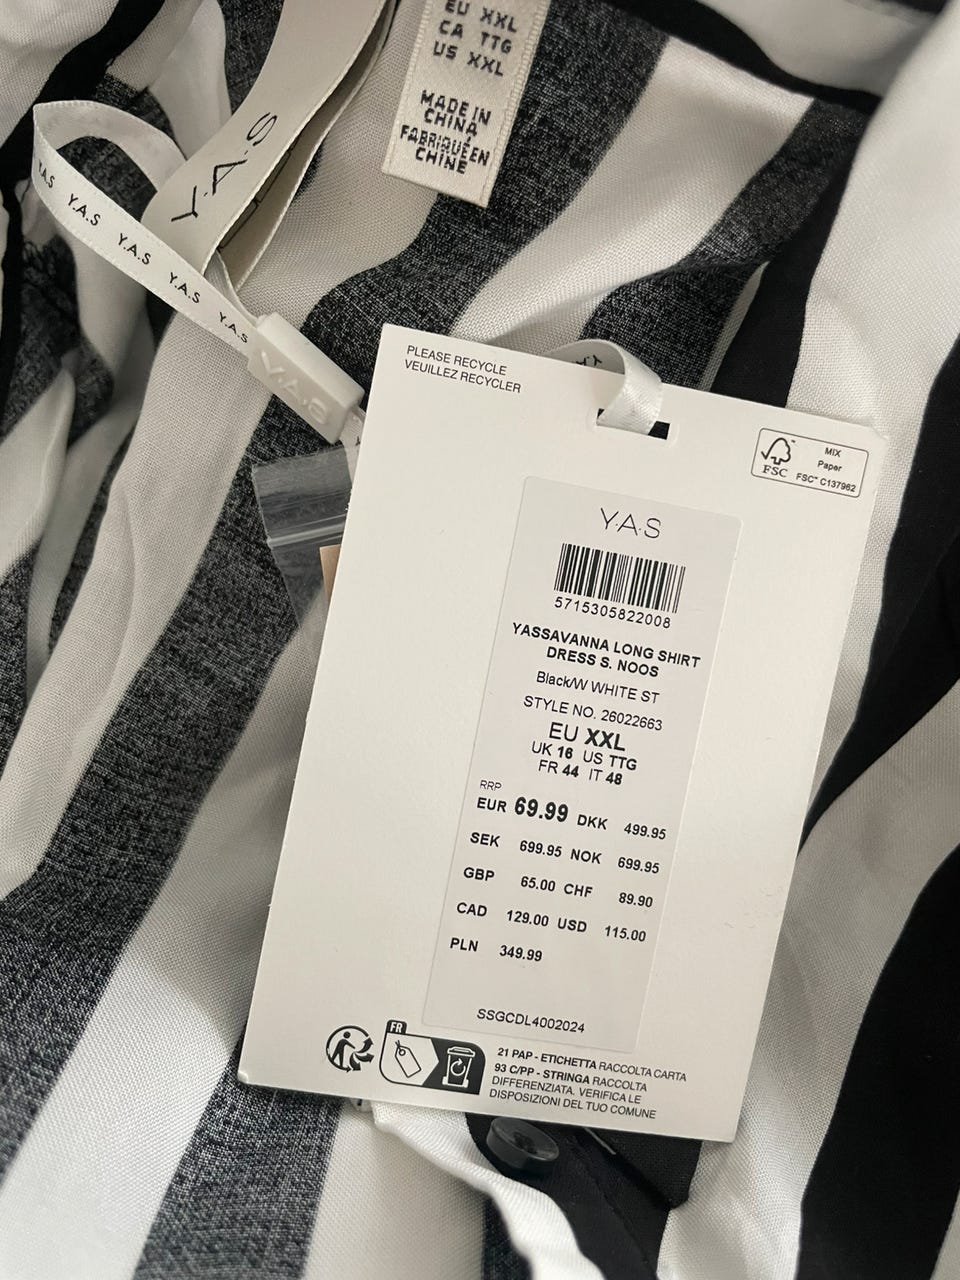 EU XXL
CA TTG
US XXL
MADE IN
CHINA
FABRIQUÉ EN
CHINE
Y.A.S
Y.A.S
Y.A.S
Y.A.S
Y.A.S
Y.A.S
Y.A.S
PLEASE RECYCLE
VEUILLEZ RECYCLER
FSC
MIX
Paper
FSC™ C137962
Y.A.S
5715305822008
YASSAVANNA LONG SHIRT
DRESS S. NOOS
Black/W WHITE ST
STYLE NO. 26022663
EU XXL
UK 16 US TTG
FR 44 IT 48
RRP
EUR 69.99 DKK 499.95
SEK 699.95 NOK 699.95
GBP 65.00 CHF 89.90
CAD 129.00 USD 115.00
PLN 349.99
SSGCDL4002024
FR
21 PAP - ETICHETTA RACCOLTA CARTA
93 C/PP - STRINGA RACCOLTA
DIFFERENZIATA. VERIFICA LE
DISPOSIZIONI DEL TUO COMUNE